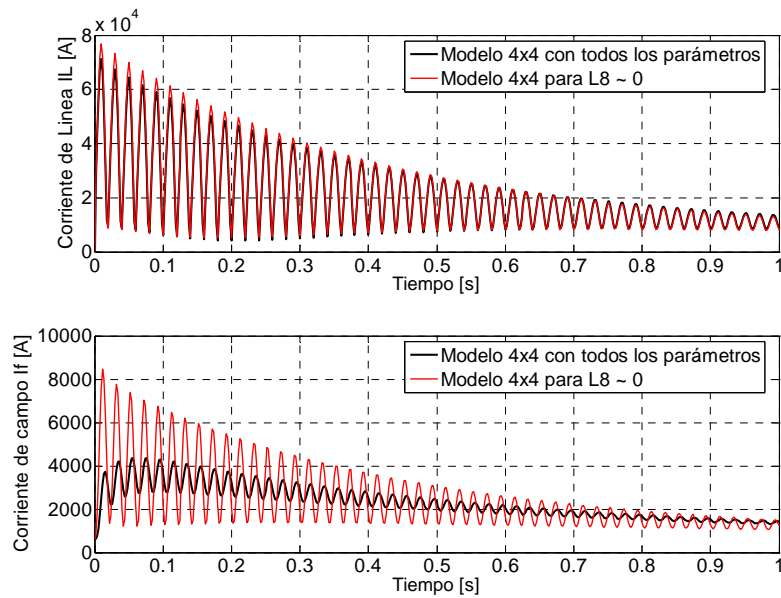 x 10^4
Corriente de Linea IL [A]
8
6
4
2
0
Modelo 4x4 con todos los parámetros
Modelo 4x4 para L8 ~ 0
0 0.1 0.2 0.3 0.4 0.5 0.6 0.7 0.8 0.9 1
Tiempo [s]
Corriente de campo If [A]
10000
8000
6000
4000
2000
0
Modelo 4x4 con todos los parámetros
Modelo 4x4 para L8 ~ 0
0 0.1 0.2 0.3 0.4 0.5 0.6 0.7 0.8 0.9 1
Tiempo [s]